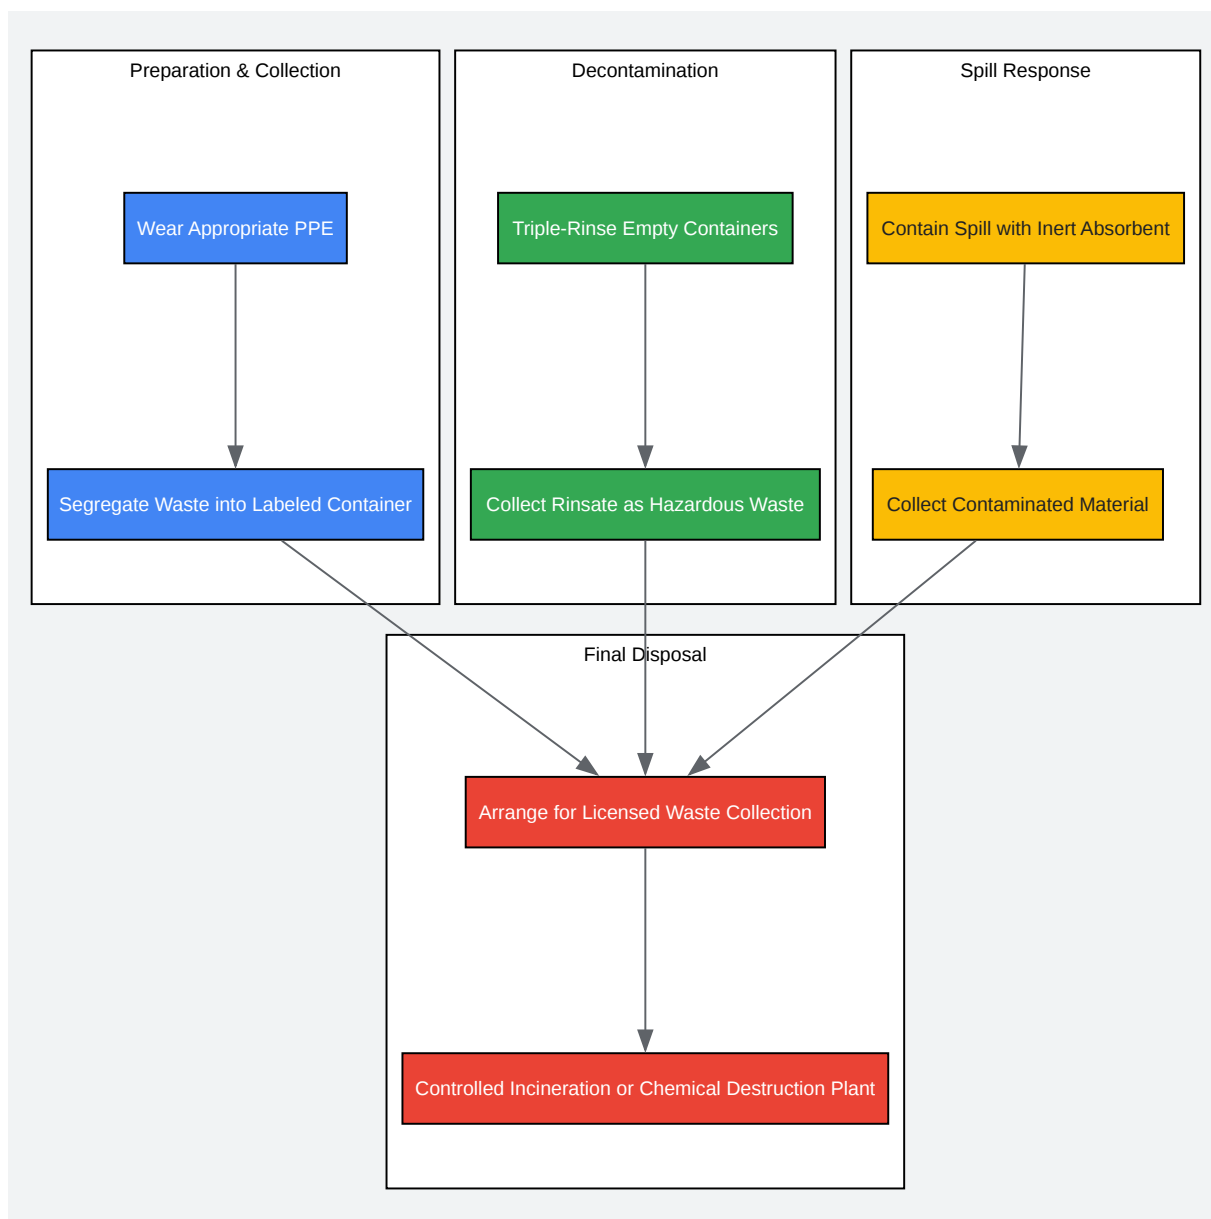 Preparation & Collection
Wear Appropriate PPE
Segregate Waste into Labeled Container
Decontamination
Triple-Rinse Empty Containers
Collect Rinsate as Hazardous Waste
Spill Response
Contain Spill with Inert Absorbent
Collect Contaminated Material
Final Disposal
Arrange for Licensed Waste Collection
Controlled Incineration or Chemical Destruction Plant